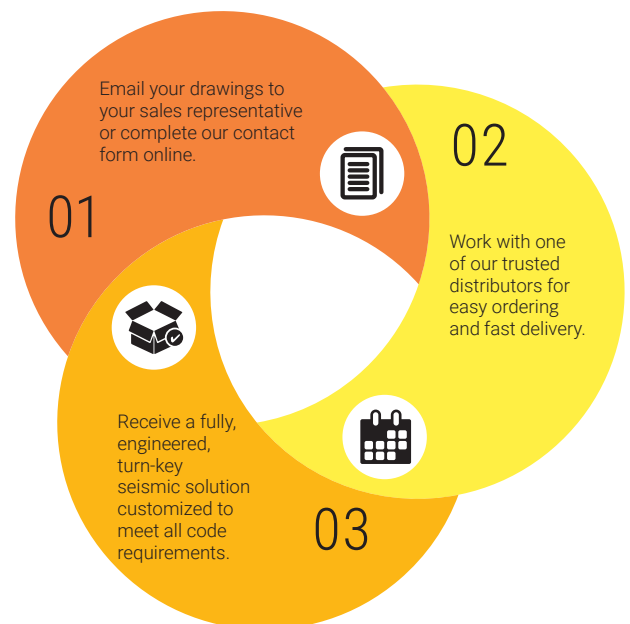 01
Email your drawings to
your sales representative
or complete our contact
form online.
02
Work with one
of our trusted
distributors for
easy ordering
and fast delivery.
03
Receive a fully,
engineered,
turn-key
seismic solution
customized to
meet all code
requirements.